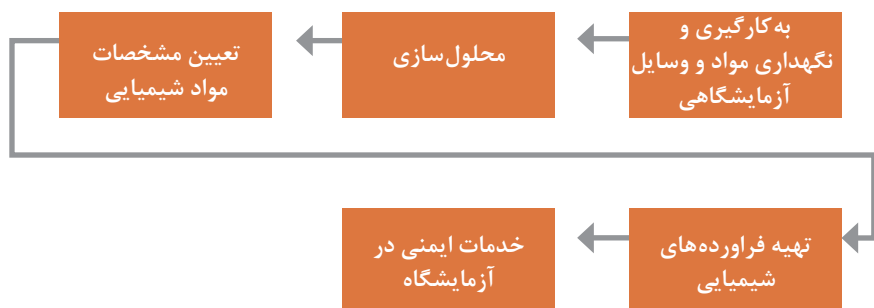 به‌کارگیری و
نگهداری مواد و وسایل
آزمایشگاهی
محلول‌سازی
تعیین مشخصات
مواد شیمیایی
تهیه فراورده‌های
شیمیایی
خدمات ایمنی در
آزمایشگاه